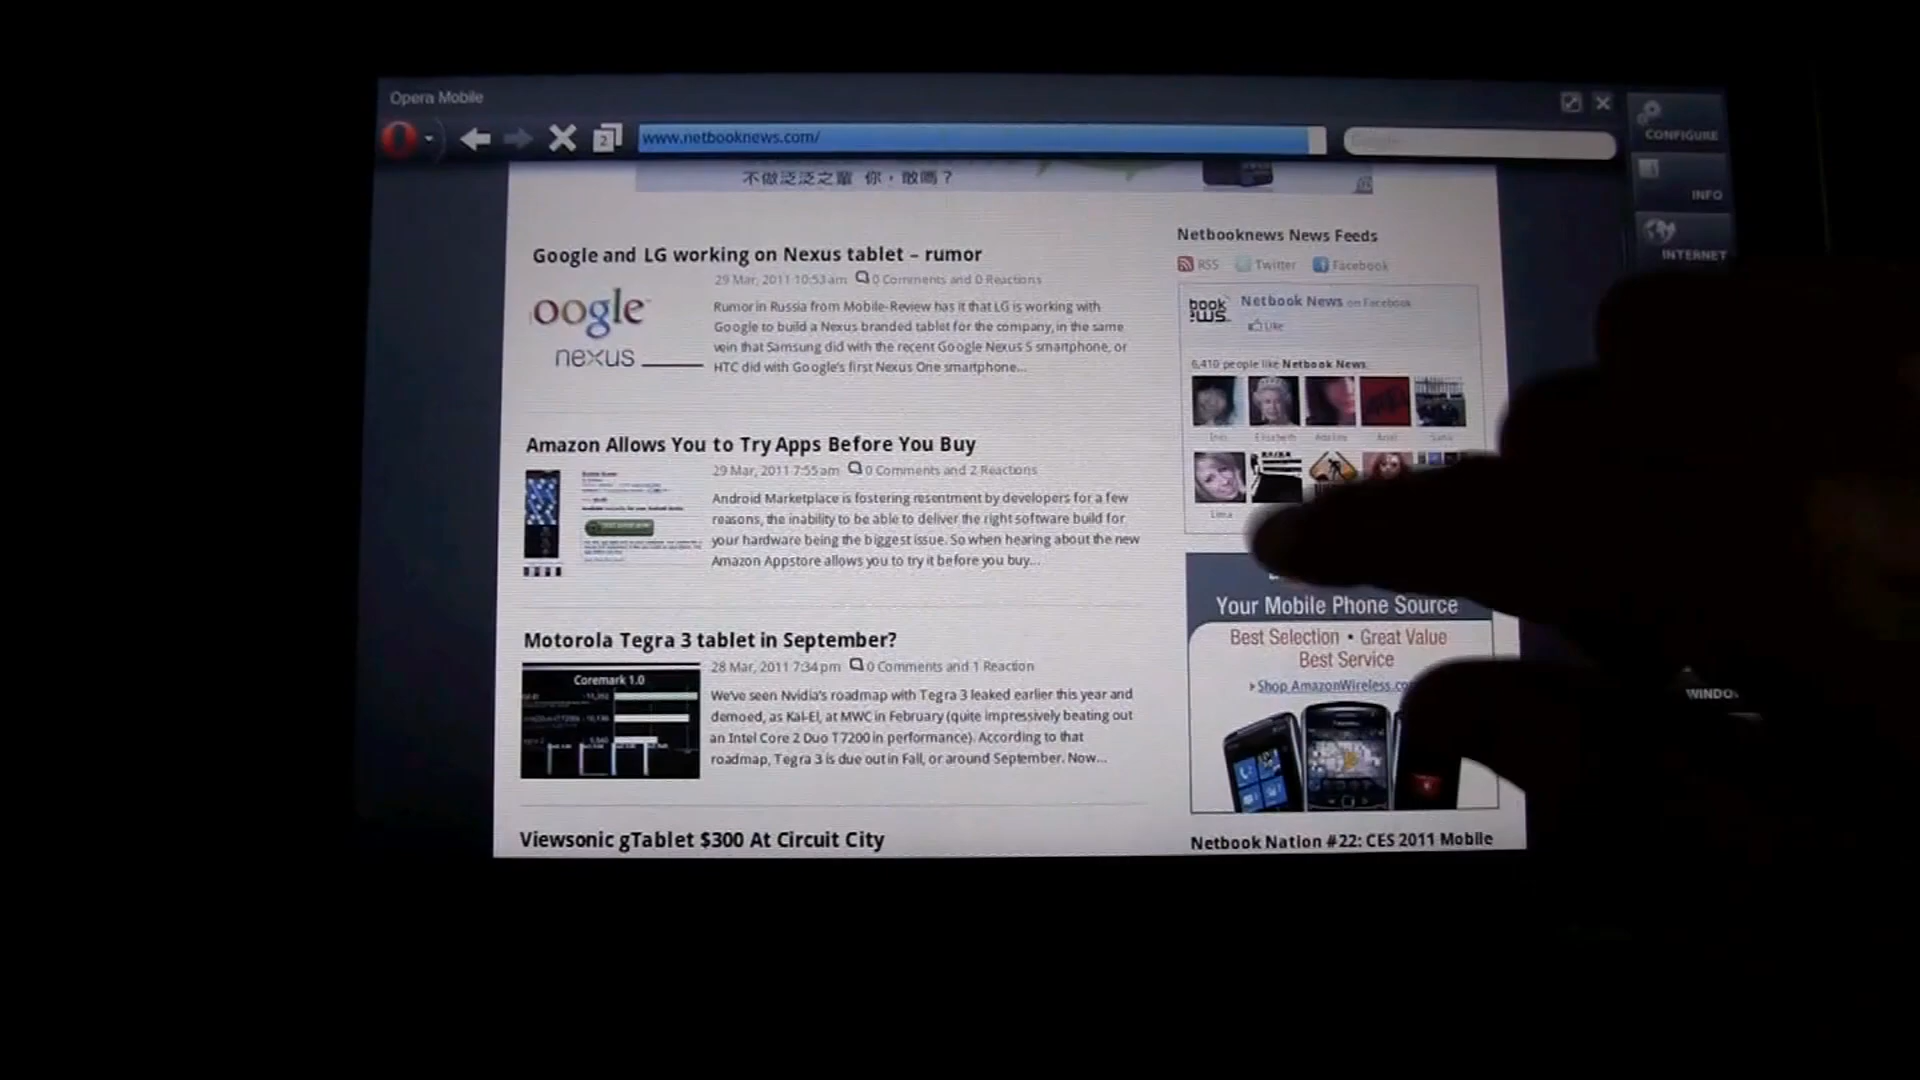 Opera Mobile
2
www.netbooknews.com/
CONFIGURE
INFO
INTERNET
不做泛泛之輩 你，敢嗎？
Google and LG working on Nexus tablet – rumor
29 Mar, 2011 10:53 am 0 Comments and 0 Reactions
oogle
nexus
Rumor in Russia from Mobile-Review has it that LG is working with
Google to build a Nexus branded tablet for the company, in the same
vein that Samsung did with the recent Google Nexus S smartphone, or
HTC did with Google's first Nexus One smartphone...
Amazon Allows You to Try Apps Before You Buy
29 Mar, 2011 7:55 am 0 Comments and 2 Reactions
Android Marketplace is fostering resentment by developers for a few
reasons, the inability to be able to deliver the right software build for
your hardware being the biggest issue. So when hearing about the new
Amazon Appstore allows you to try it before you buy...
Motorola Tegra 3 tablet in September?
28 Mar, 2011 7:34 pm 0 Comments and 1 Reaction
Coremark 1.0
We've seen Nvidia's roadmap with Tegra 3 leaked earlier this year and
demoed, as Kal-El, at MWC in February (quite impressively beating out
an Intel Core 2 Duo T7200 in performance). According to that
roadmap, Tegra 3 is due out in Fall, or around September. Now...
Viewsonic gTablet $300 At Circuit City
Netbooknews News Feeds
RSS Twitter Facebook
book
Netbook News on Facebook
Like
6,410 people like Netbook News
Elisabeth
Lima
Your Mobile Phone Source
Best Selection • Great Value
Best Service
Shop AmazonWireless.co
Netbook Nation #22: CES 2011 Mobile
WINDO